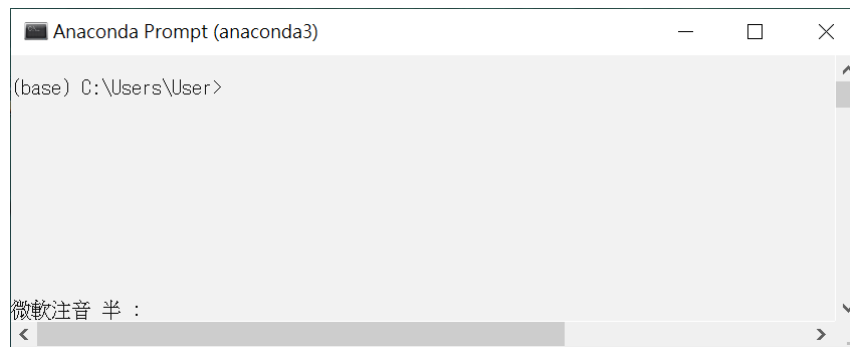 Anaconda Prompt (anaconda3)
(base) C:\Users\User>
微軟注音 半 :